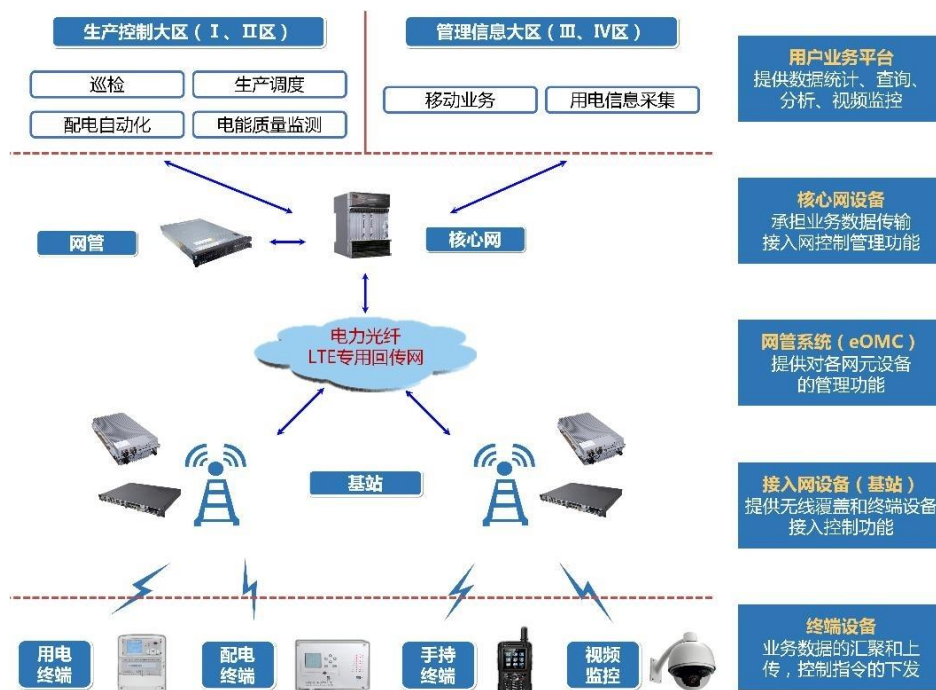 生产控制大区（Ⅰ、Ⅱ区）
管理信息大区（Ⅲ、Ⅳ区）
巡检
生产调度
配电自动化
电能质量监测
移动业务
用电信息采集
用户业务平台
提供数据统计、查询、
分析、视频监控
网管
核心网
核心网设备
承担业务数据传输
接入网控制管理功能
电力光纤
LTE专用回传网
网管系统（eOMC）
提供对各网元设备
的管理功能
基站
接入网设备（基站）
提供无线覆盖和终端设备
接入控制功能
用电
终端
配电
终端
手持
终端
视频
监控
终端设备
业务数据的汇聚和上
传，控制指令的下发